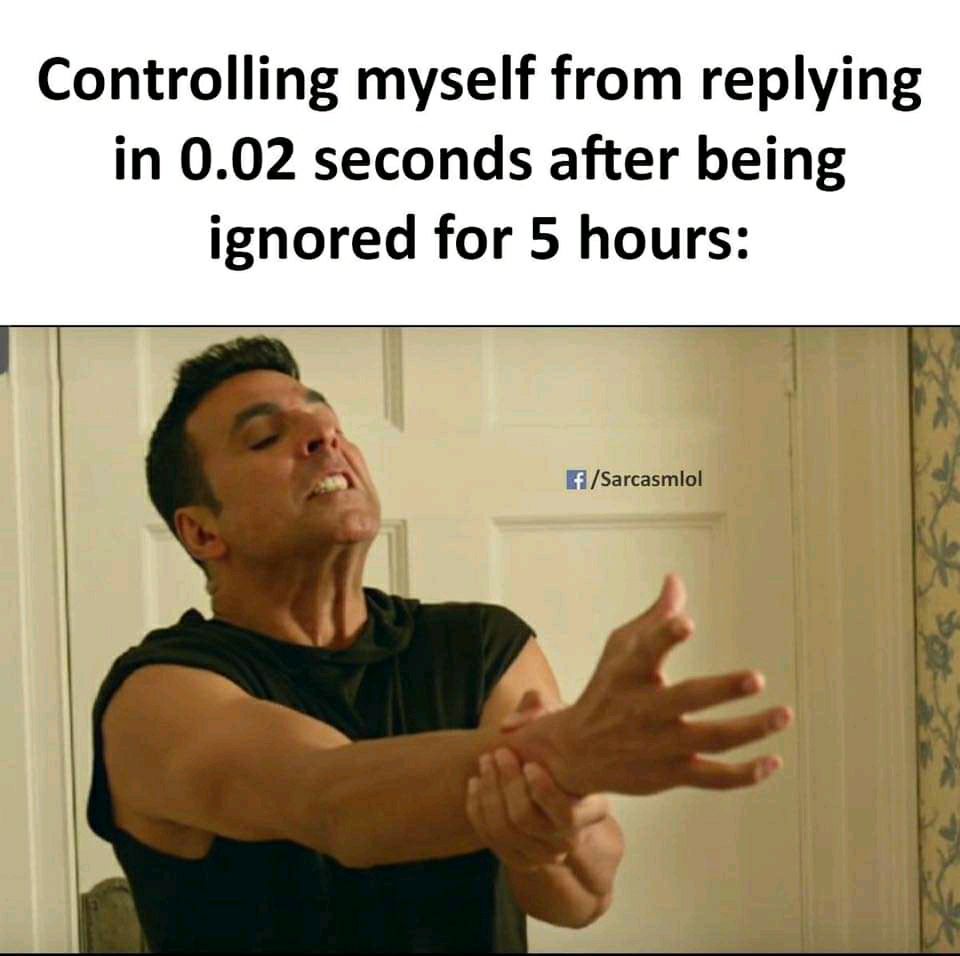 Controlling myself from replying
in 0.02 seconds after being
ignored for 5 hours:
f/Sarcasmlol